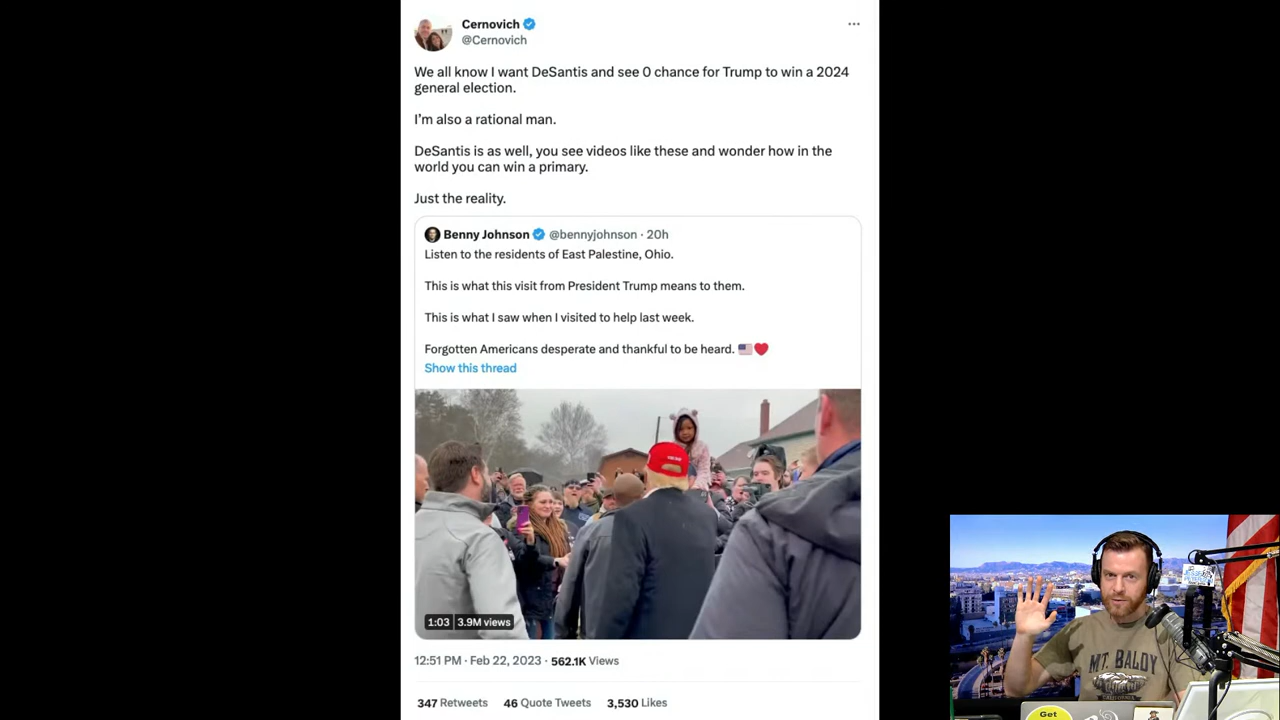 Cernovich
@Cernovich
We all know I want DeSantis and see 0 chance for Trump to win a 2024
general election.
I'm also a rational man.
DeSantis is as well, you see videos like these and wonder how in the
world you can win a primary.
Just the reality.
Benny Johnson @bennyjohnson · 20h
Listen to the residents of East Palestine, Ohio.
This is what this visit from President Trump means to them.
This is what I saw when I visited to help last week.
Forgotten Americans desperate and thankful to be heard. 🇺🇸❤️
Show this thread
TRUMP
1:03 3.9M views
12:51 PM · Feb 22, 2023 · 562.1K Views
347 Retweets 46 Quote Tweets 3,530 Likes
MT. BALDY
CALIFORNIA
Get